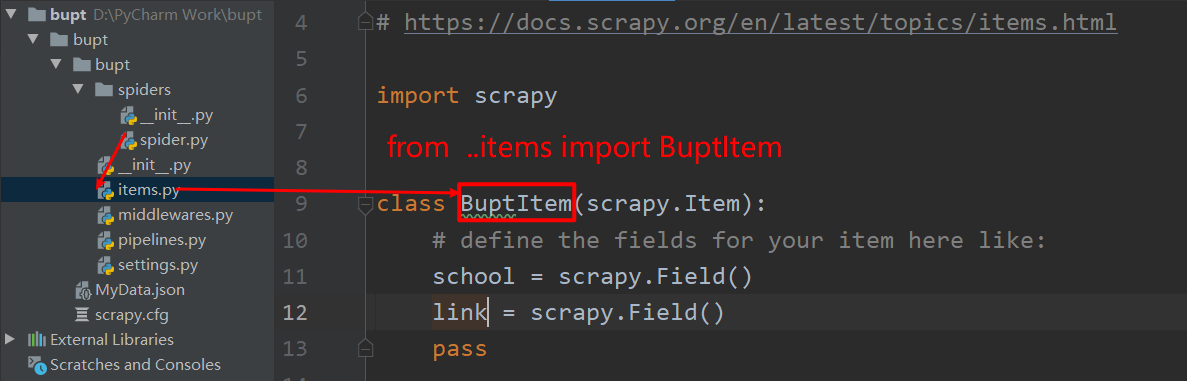 bupt D:\PyCharm Work\bupt
bupt
bupt
spiders
__init__.py
spider.py
__init__.py
items.py
middlewares.py
pipelines.py
settings.py
MyData.json
scrapy.cfg
External Libraries
Scratches and Consoles
4 # https://docs.scrapy.org/en/latest/topics/items.html
5
6 import scrapy
7
from ..items import BuptItem
8
9 class BuptItem(scrapy.Item):
10 # define the fields for your item here like:
11 school = scrapy.Field()
12 link = scrapy.Field()
13 pass